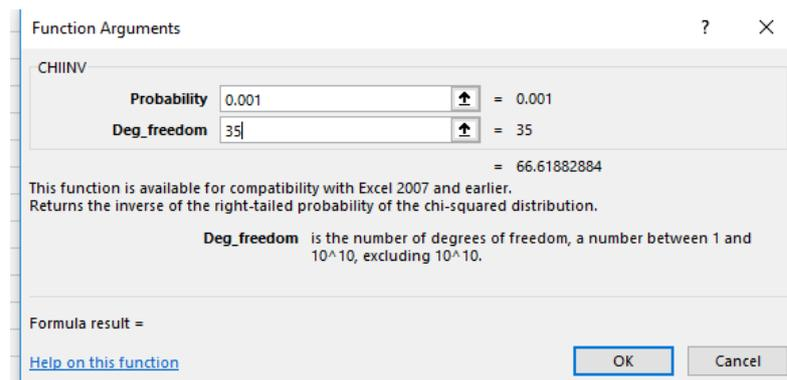 Function Arguments ? ×
CHIINV
Probability 0.001 = 0.001
Deg_freedom 35 = 35
= 66.61882884
This function is available for compatibility with Excel 2007 and earlier.
Returns the inverse of the right-tailed probability of the chi-squared distribution.
Deg_freedom is the number of degrees of freedom, a number between 1 and
10^10, excluding 10^10.
Formula result =
Help on this function OK Cancel